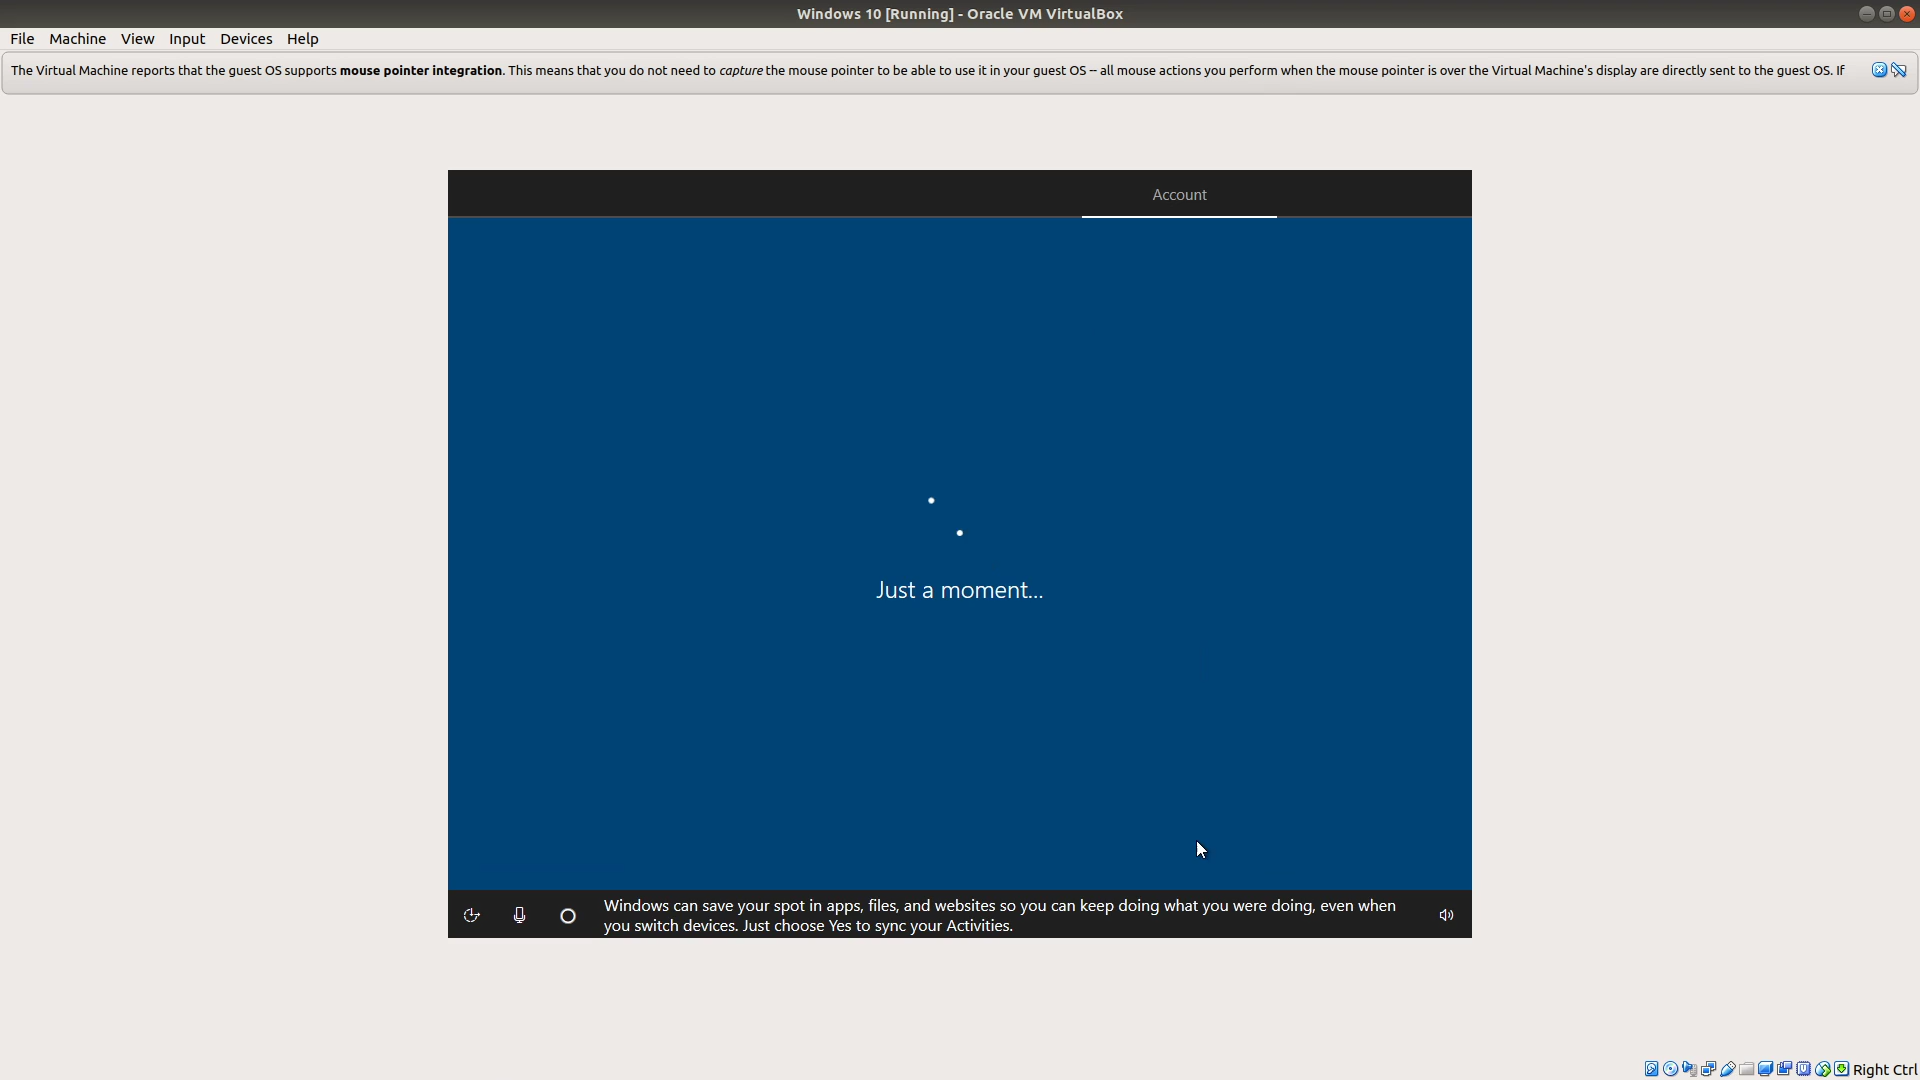 Windows 10 [Running] - Oracle VM VirtualBox
File Machine View Input Devices Help
The Virtual Machine reports that the guest OS supports mouse pointer integration. This means that you do not need to capture the mouse pointer to be able to use it in your guest OS -- all mouse actions you perform when the mouse pointer is over the Virtual Machine's display are directly sent to the guest OS. If
Account
Just a moment...
Windows can save your spot in apps, files, and websites so you can keep doing what you were doing, even when
you switch devices. Just choose Yes to sync your Activities.
Right Ctrl